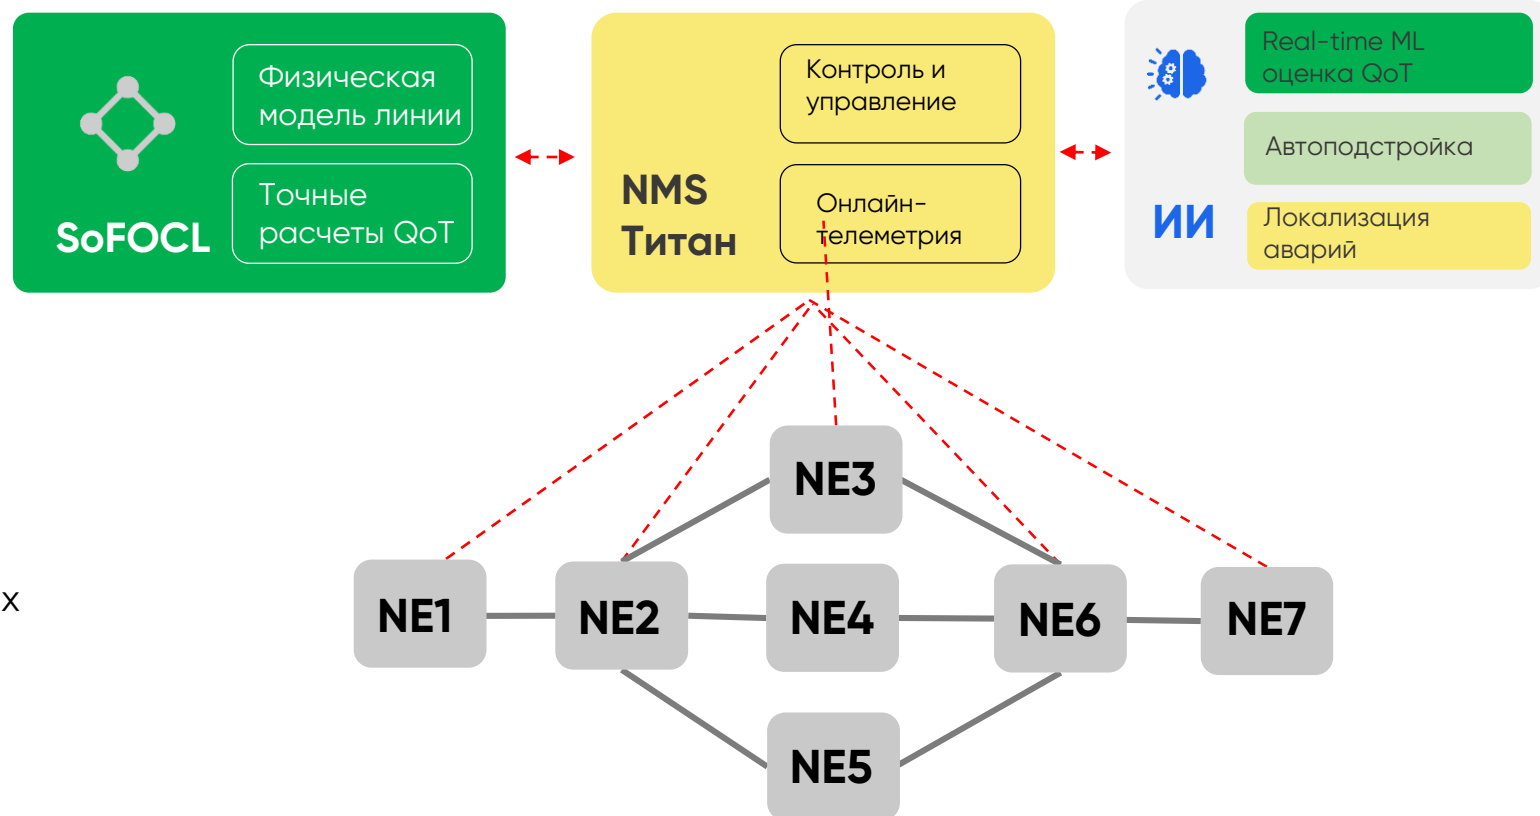 Физическая
модель линии
Точные
расчеты QoT
SoFOCL
Контроль и
управление
NMS
Титан
Онлайн-
телеметрия
Real-time ML
оценка QoT
Автоподстройка
ИИ
Локализация
аварий
х
NE3
NE1
NE2
NE4
NE6
NE7
NE5